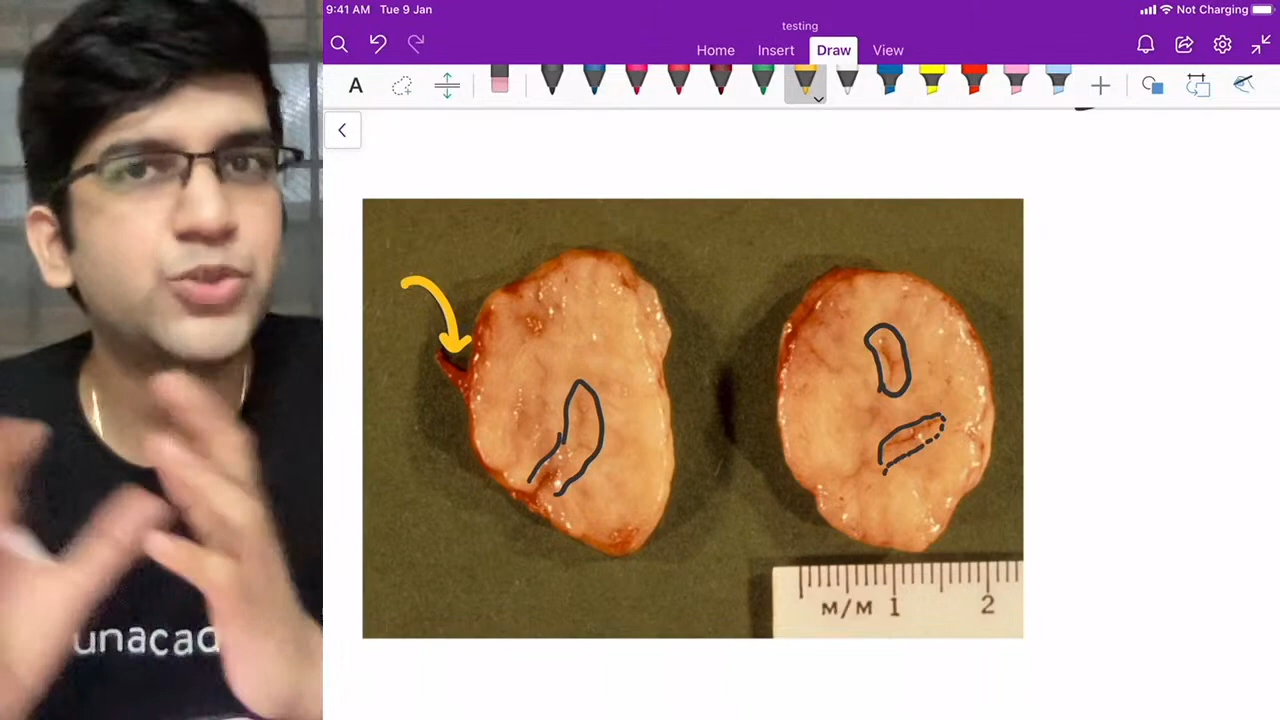 9:41 AM Tue 9 Jan
Not Charging
testing
Home Insert Draw View
A
M/M 1 2
unacad